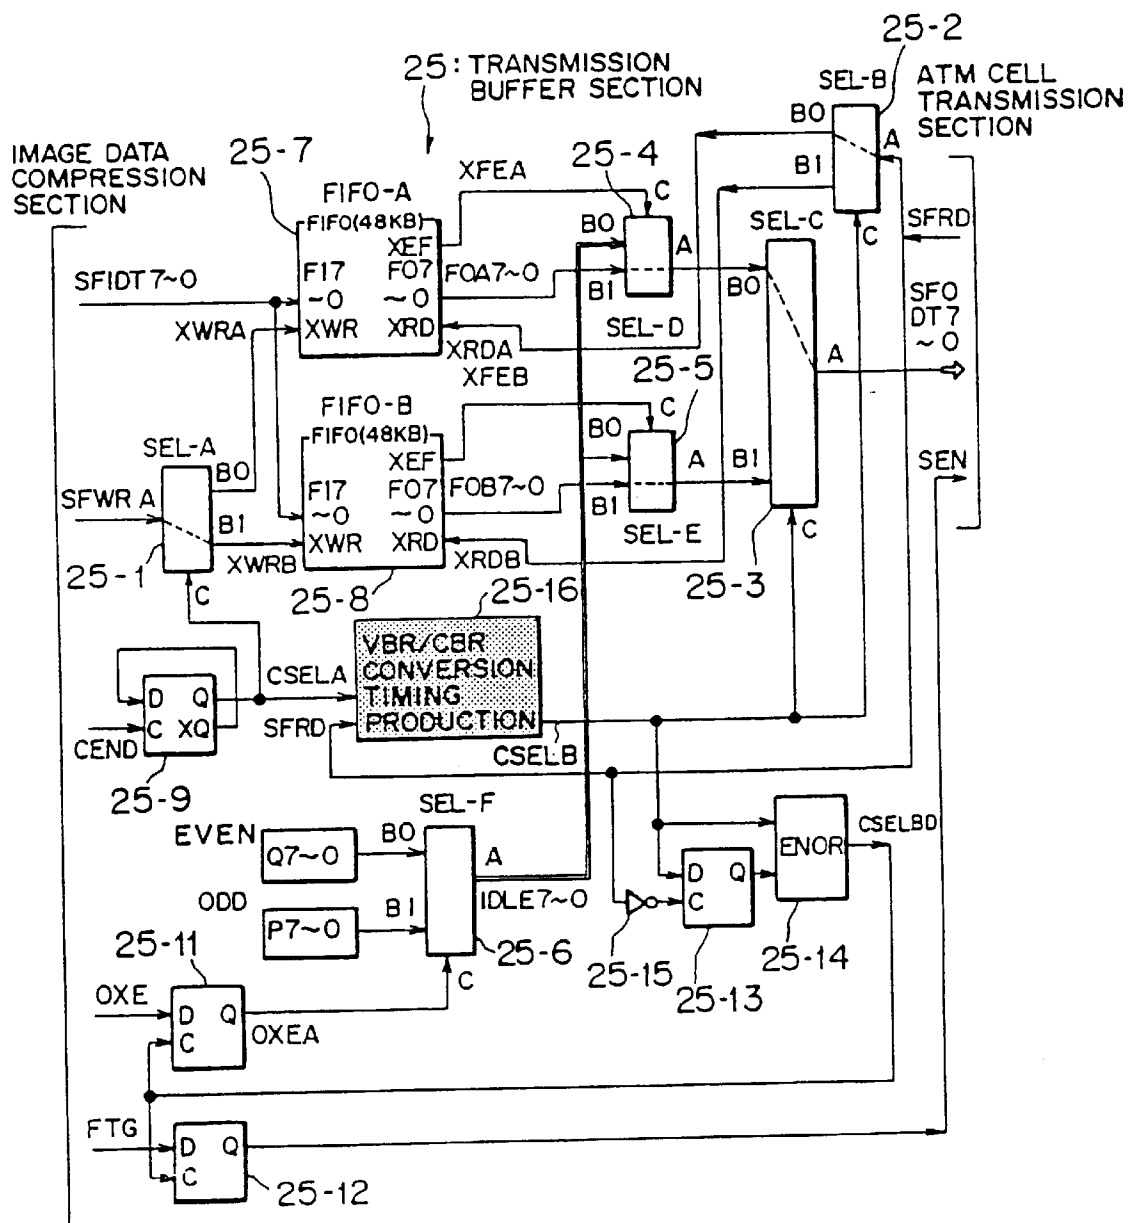 25-2
25 : TRANSMISSION
BUFFER SECTION
SEL-B
ATM CELL
TRANSMISSION
SECTION
B0
A
B1
C
IMAGE DATA
COMPRESSION
SECTION
25-7
XFEA
25-4
C
FIFO-A
FIFO(48KB)
XEF
F17
~0
F07
~0
XWR
XRD
SFIDT7~0
XWRA
FOA7~0
B0
B1
A
SEL-D
SEL-C
B0
A
SFRD
SFO
DT7
~0
XRDA
XFEB
25-5
C
FIFO-B
FIFO(48KB)
XEF
F17
~0
F07
~0
XWR
XRD
SEL-A
B0
SFWR A
B1
25-1
XWRB
C
FOB7~0
B0
B1
A
B1
SEL-E
C
SEN
XRDB
25-8
25-16
25-3
VBR/CBR
CONVERSION
TIMING
PRODUCTION
CSELA
SFRD
CSELB
D
Q
C
XQ
CEND
25-9
SEL-F
EVEN
Q7~0
B0
A
IDLE7~0
ODD
P7~0
B1
25-6
C
ENOR
CSELBD
D
Q
C
25-15
25-13
25-14
25-11
OXE
D
Q
C
OXEA
FTG
D
Q
C
25-12